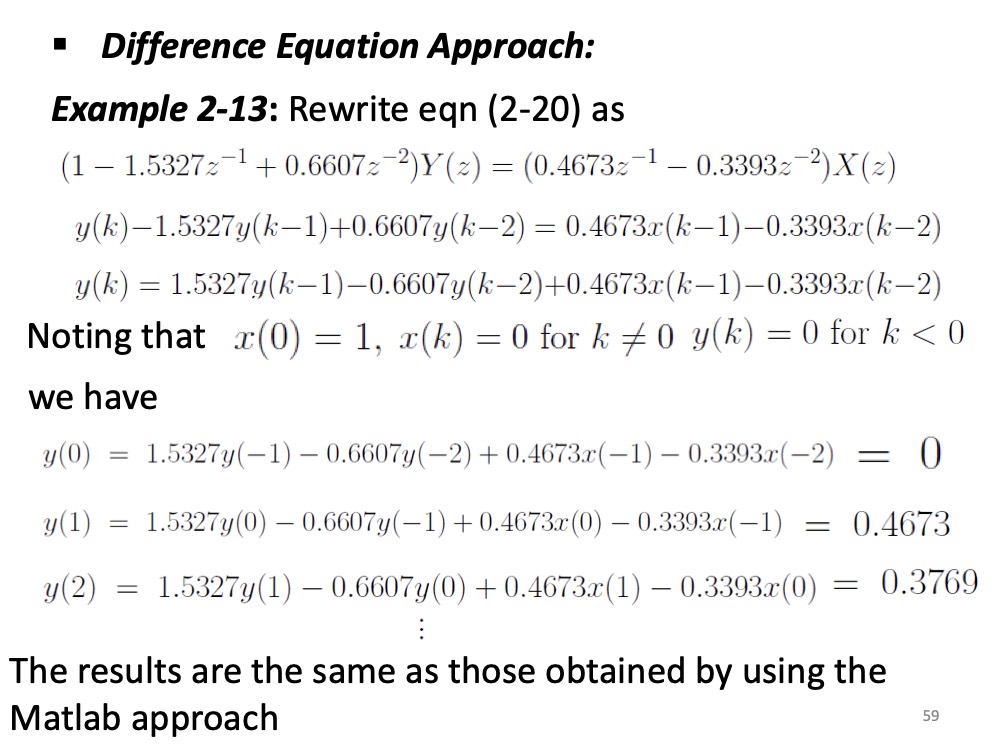 ▪ Difference Equation Approach:
Example 2-13: Rewrite eqn (2-20) as
(1 − 1.5327z⁻¹ + 0.6607z⁻²)Y(z) = (0.4673z⁻¹ − 0.3393z⁻²)X(z)
y(k)−1.5327y(k−1)+0.6607y(k−2) = 0.4673x(k−1)−0.3393x(k−2)
y(k) = 1.5327y(k−1)−0.6607y(k−2)+0.4673x(k−1)−0.3393x(k−2)
Noting that x(0) = 1, x(k) = 0 for k ≠ 0 y(k) = 0 for k < 0
we have
y(0) = 1.5327y(−1) − 0.6607y(−2) + 0.4673x(−1) − 0.3393x(−2) = 0
y(1) = 1.5327y(0) − 0.6607y(−1) + 0.4673x(0) − 0.3393x(−1) = 0.4673
y(2) = 1.5327y(1) − 0.6607y(0) + 0.4673x(1) − 0.3393x(0) = 0.3769
⋮
The results are the same as those obtained by using the
Matlab approach
59